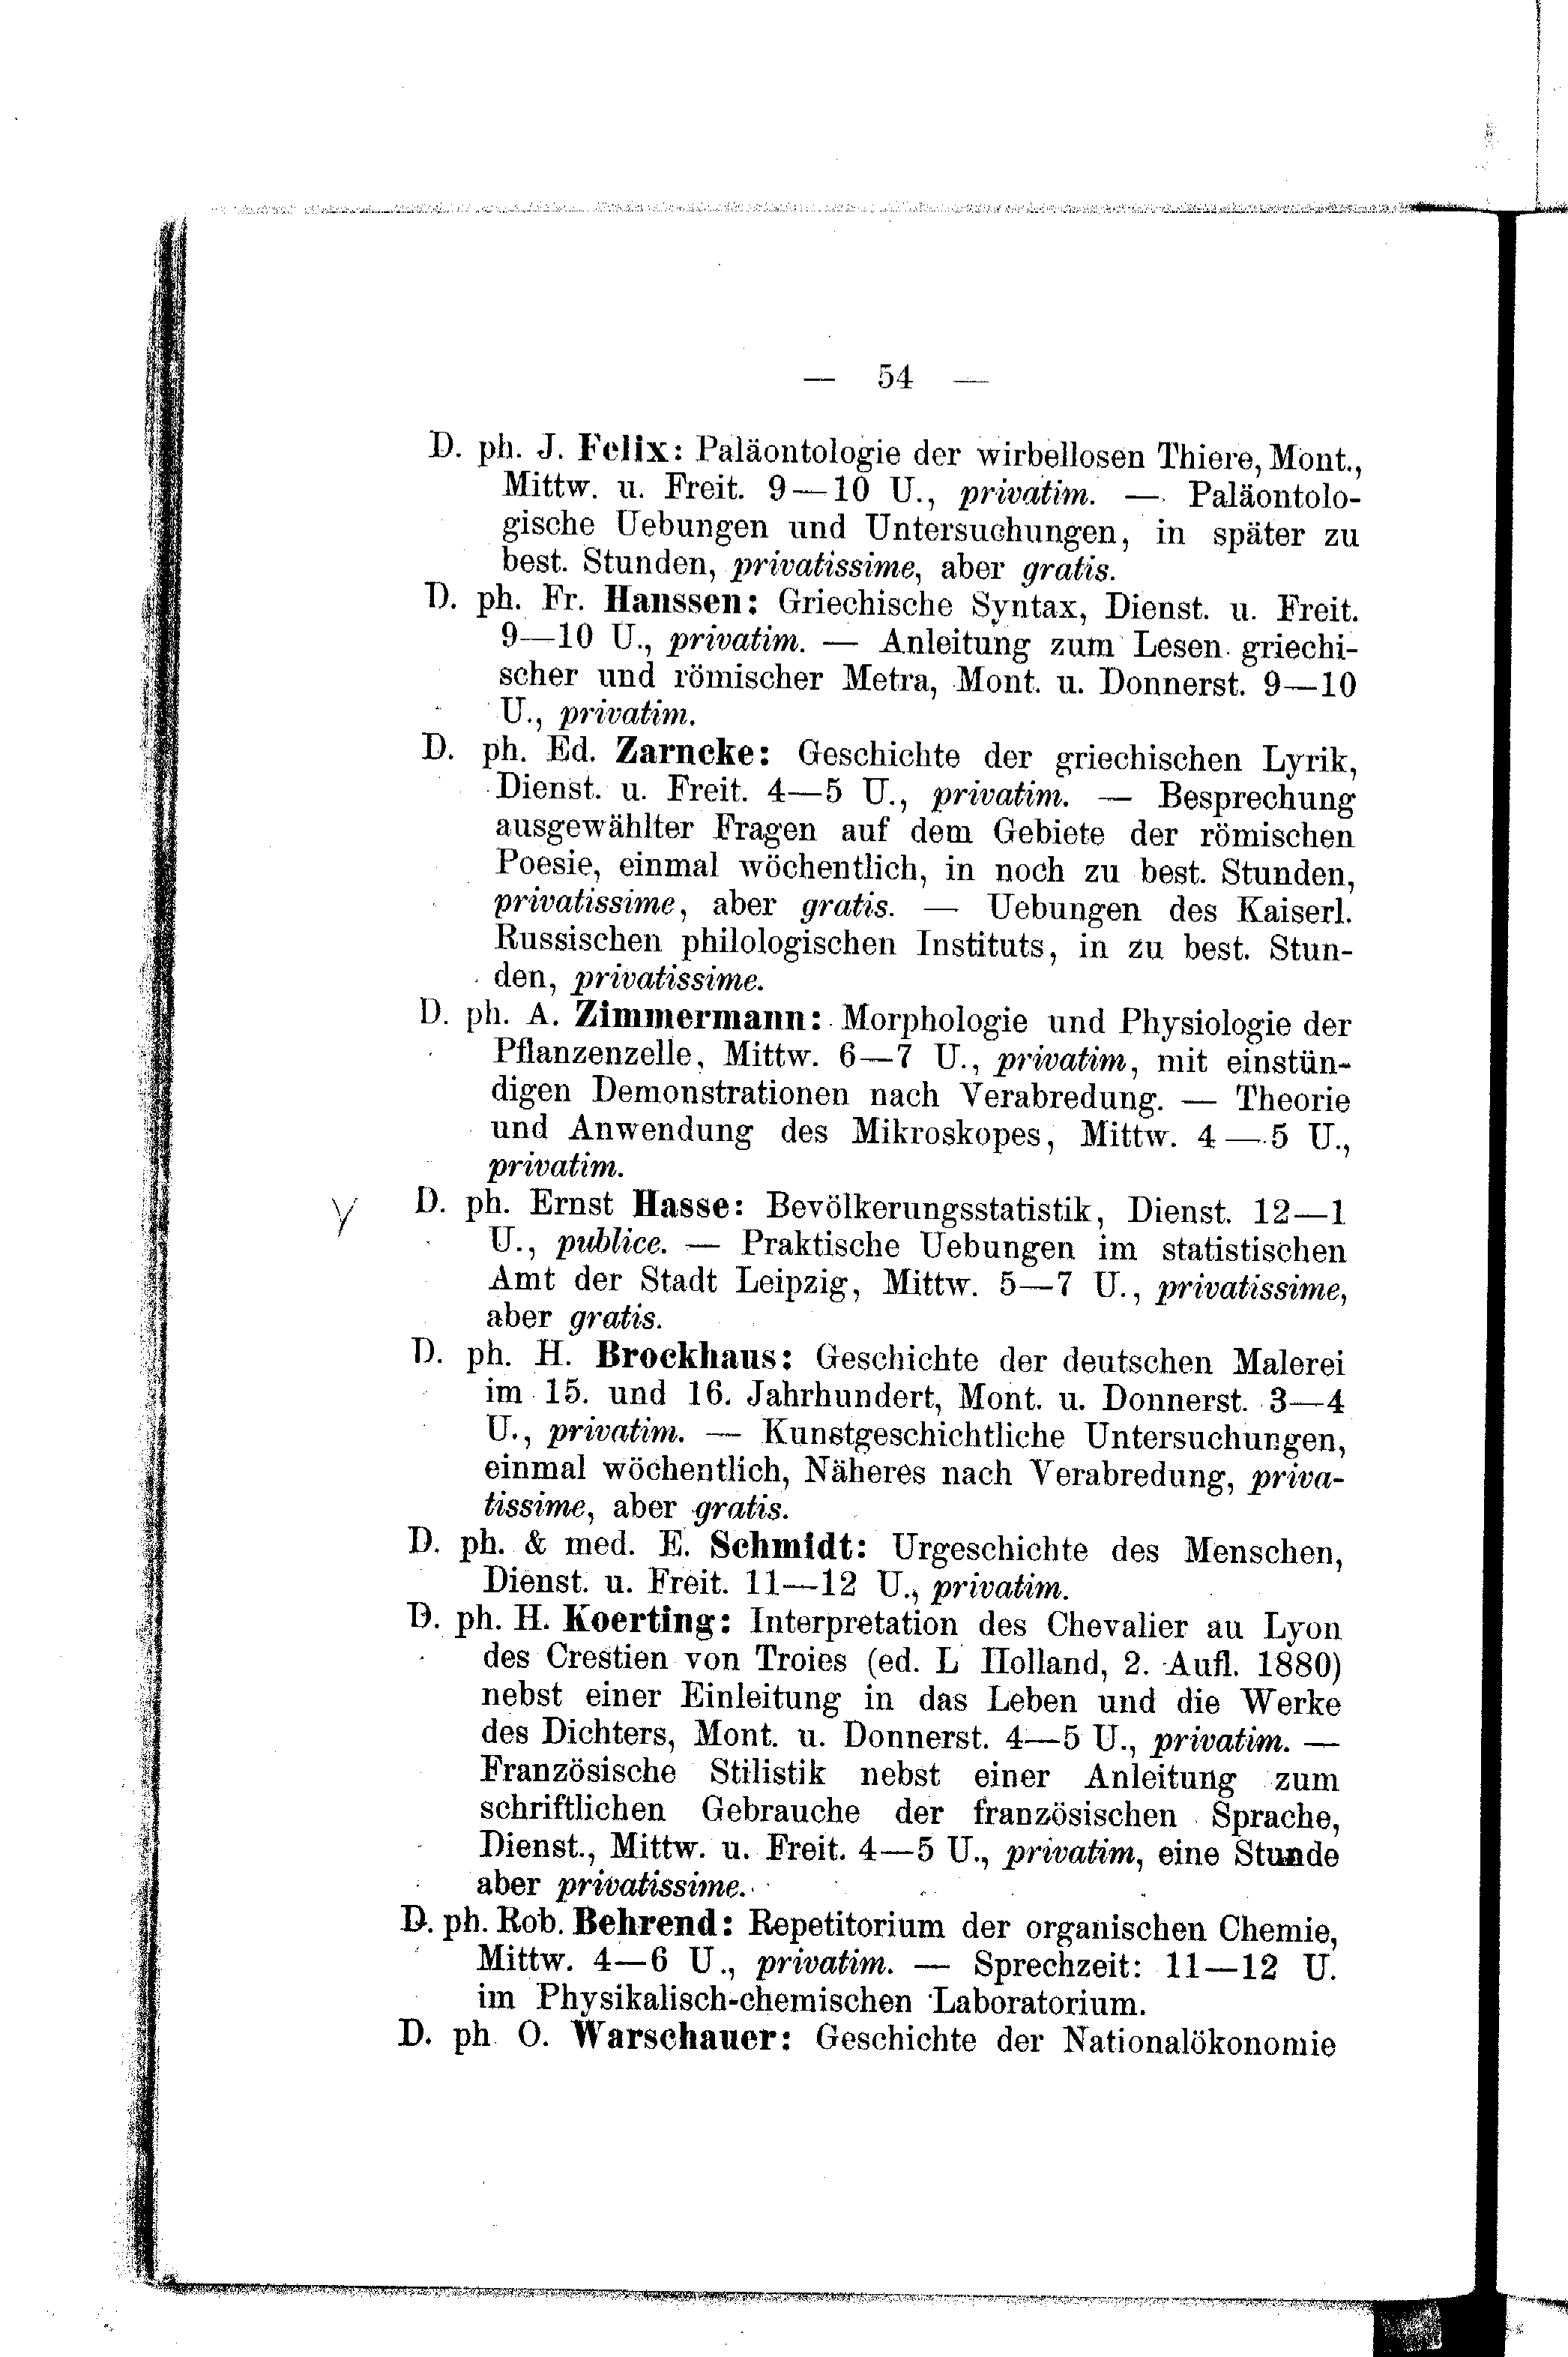 — 54 —
D. ph. J. Felix: Paläontologie der wirbellosen Thiere, Mont.,
Mittw. u. Freit. 9—10 U., privatim. — Paläontolo-
gische Uebungen und Untersuchungen, in später zu
best. Stunden, privatissime, aber gratis.
D. ph. Fr. Hanssen: Griechische Syntax, Dienst. u. Freit.
9—10 U., privatim. — Anleitung zum Lesen griechi-
scher und römischer Metra, Mont. u. Donnerst. 9—10
U., privatim.
D. ph. Ed. Zarncke: Geschichte der griechischen Lyrik,
Dienst. u. Freit. 4—5 U., privatim. — Besprechung
ausgewählter Fragen auf dem Gebiete der römischen
Poesie, einmal wöchentlich, in noch zu best. Stunden,
privatissime, aber gratis. — Uebungen des Kaiserl.
Russischen philologischen Instituts, in zu best. Stun-
den, privatissime.
D. ph. A. Zimmermann: Morphologie und Physiologie der
Pflanzenzelle, Mittw. 6—7 U., privatim, mit einstün-
digen Demonstrationen nach Verabredung. — Theorie
und Anwendung des Mikroskopes, Mittw. 4—5 U.,
privatim.
D. ph. Ernst Hasse: Bevölkerungsstatistik, Dienst. 12—1
U., publice. — Praktische Uebungen im statistischen
Amt der Stadt Leipzig, Mittw. 5—7 U., privatissime,
aber gratis.
D. ph. H. Brockhaus: Geschichte der deutschen Malerei
im 15. und 16. Jahrhundert, Mont. u. Donnerst. 3—4
U., privatim. — Kunstgeschichtliche Untersuchungen,
einmal wöchentlich, Näheres nach Verabredung, priva-
tissime, aber gratis.
D. ph. & med. E. Schmidt: Urgeschichte des Menschen,
Dienst. u. Freit. 11—12 U., privatim.
D. ph. H. Koerting: Interpretation des Chevalier au Lyon
des Crestien von Troies (ed. L Holland, 2. Aufl. 1880)
nebst einer Einleitung in das Leben und die Werke
des Dichters, Mont. u. Donnerst. 4—5 U., privatim. —
Französische Stilistik nebst einer Anleitung zum
schriftlichen Gebrauche der französischen Sprache,
Dienst., Mittw. u. Freit. 4—5 U., privatim, eine Stunde
aber privatissime.
D. ph. Rob. Behrend: Repetitorium der organischen Chemie,
Mittw. 4—6 U., privatim. — Sprechzeit: 11—12 U.
im Physikalisch-chemischen Laboratorium.
D. ph O. Warschauer: Geschichte der Nationalökonomie